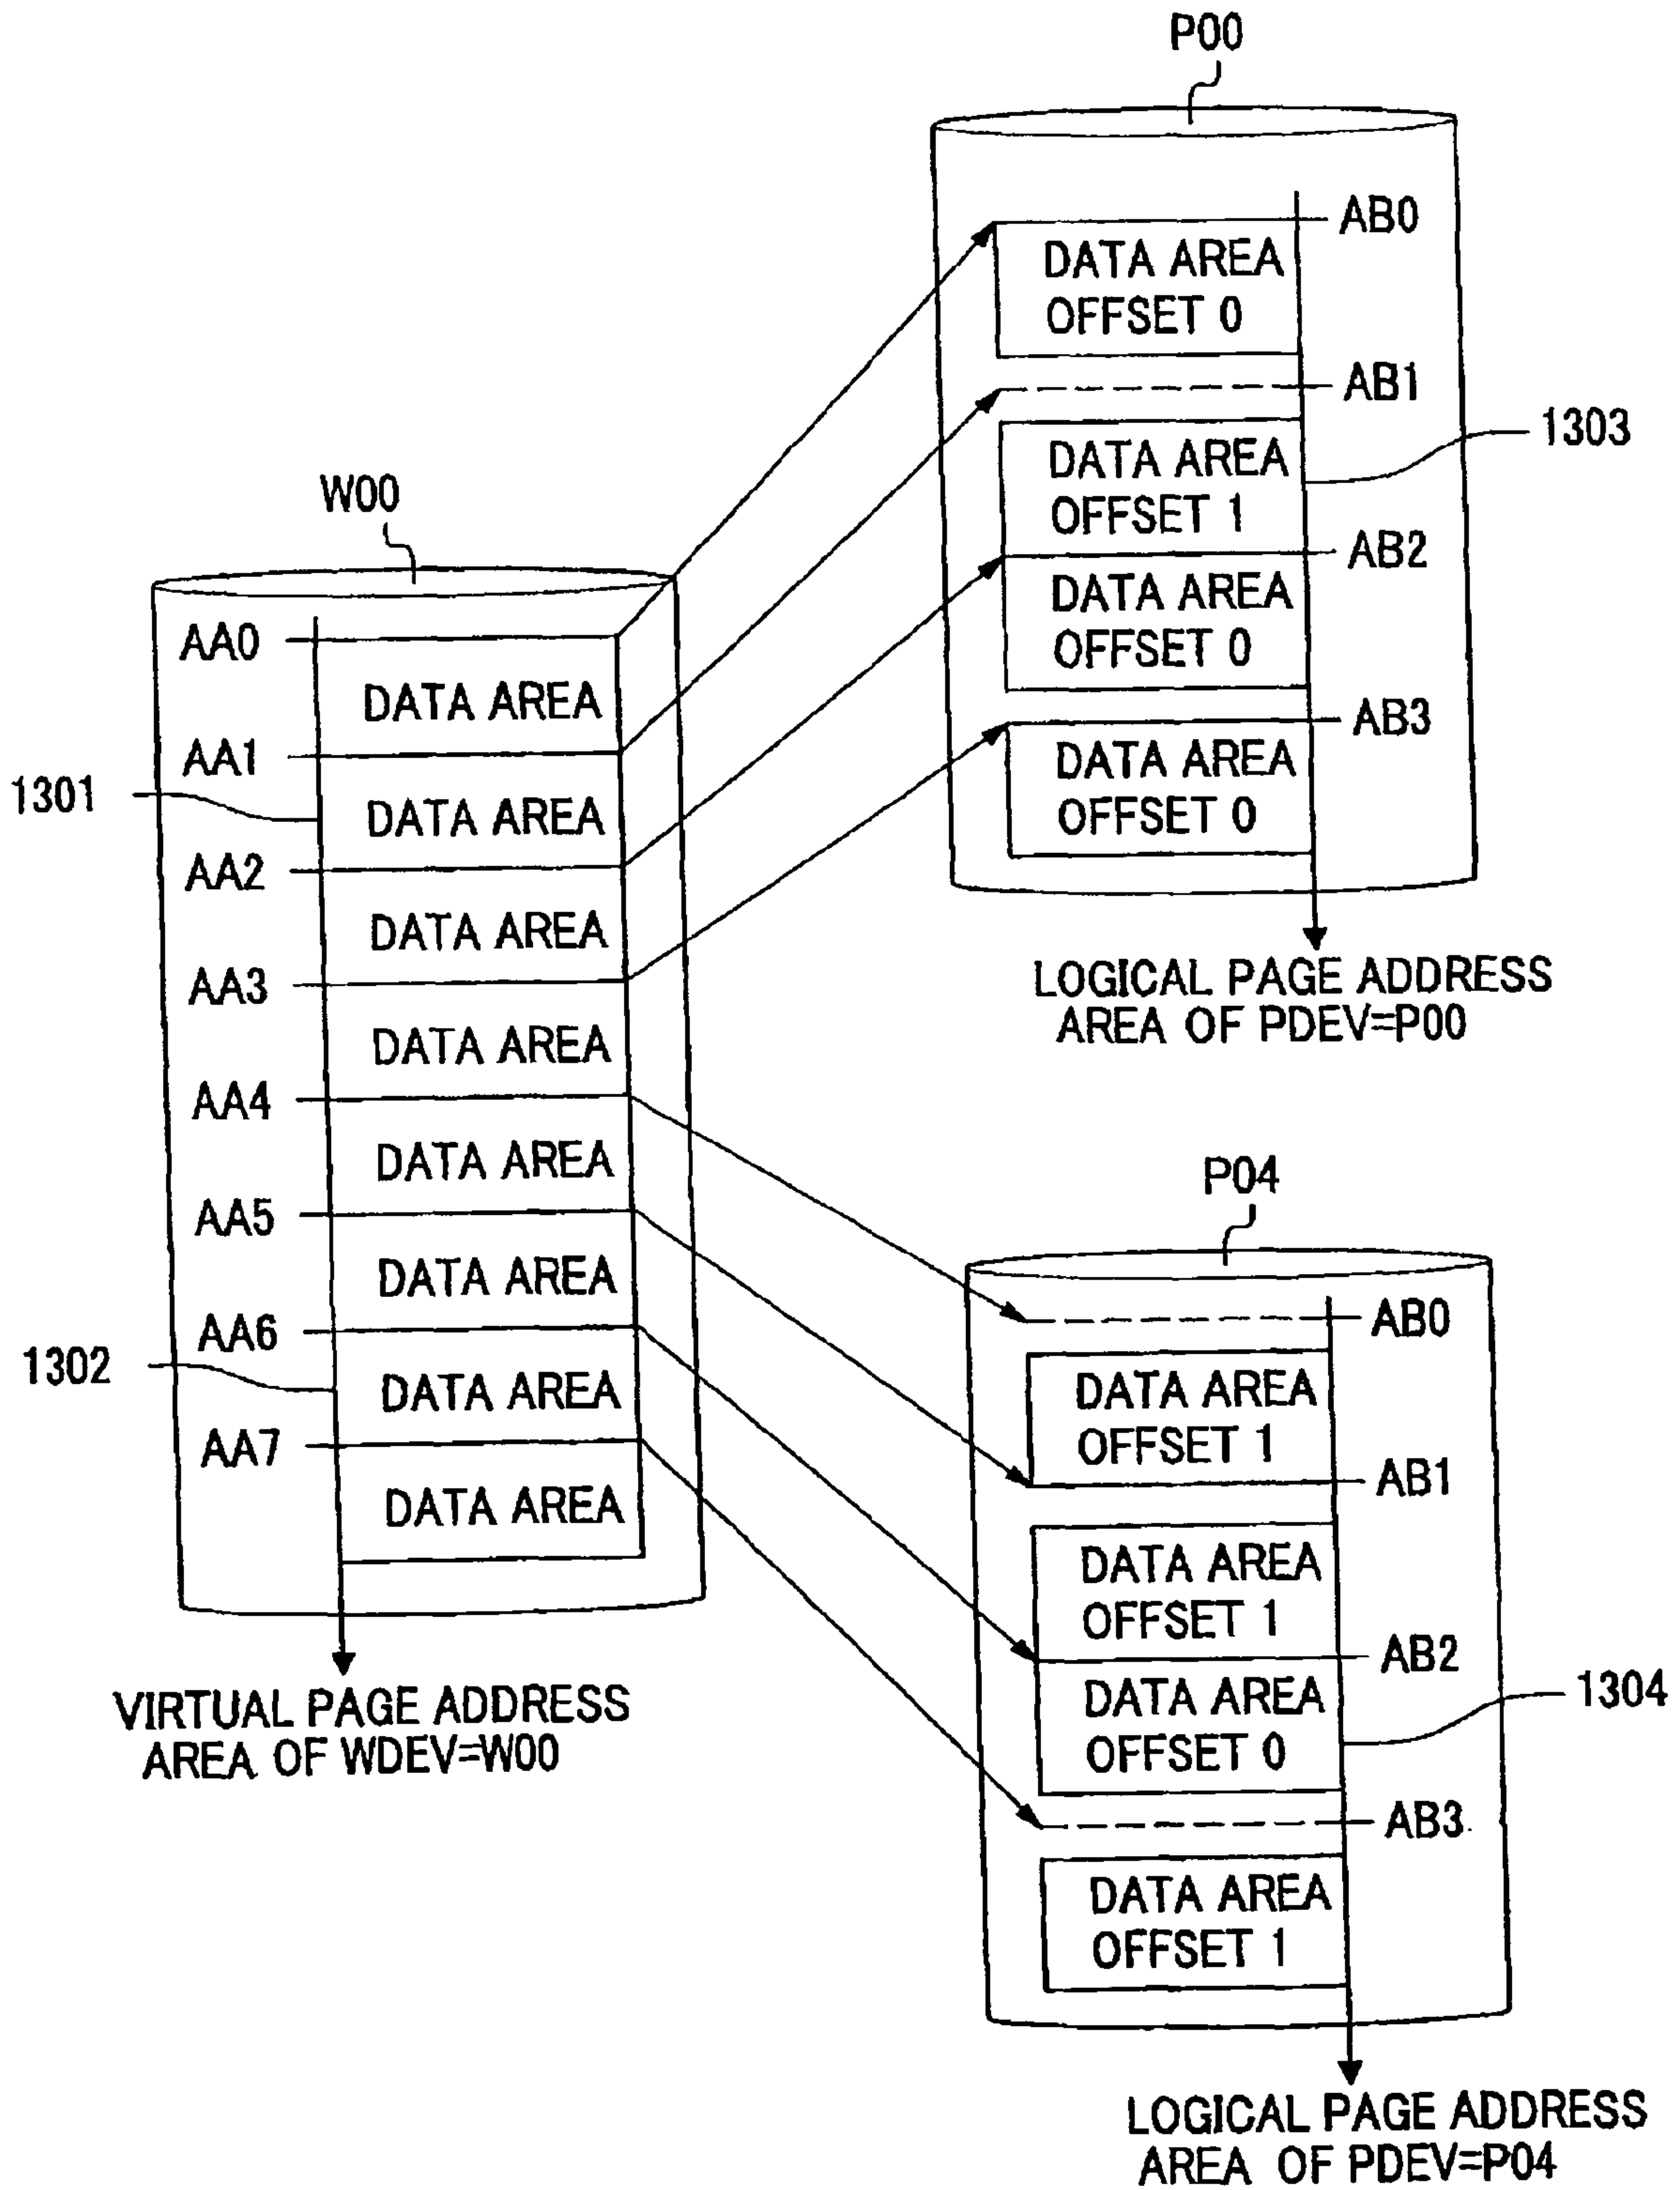 P00
AB0
DATA AREA
OFFSET 0
AB1
1303
DATA AREA
OFFSET 1
AB2
DATA AREA
OFFSET 0
AB3
DATA AREA
OFFSET 0
LOGICAL PAGE ADDRESS
AREA OF PDEV=P00
W00
AA0
DATA AREA
AA1
1301
DATA AREA
AA2
DATA AREA
AA3
DATA AREA
AA4
DATA AREA
AA5
DATA AREA
AA6
1302
DATA AREA
AA7
DATA AREA
VIRTUAL PAGE ADDRESS
AREA OF WDEV=W00
P04
AB0
DATA AREA
OFFSET 1
AB1
DATA AREA
OFFSET 1
AB2
1304
DATA AREA
OFFSET 0
AB3
DATA AREA
OFFSET 1
LOGICAL PAGE ADDRESS
AREA OF PDEV=P04